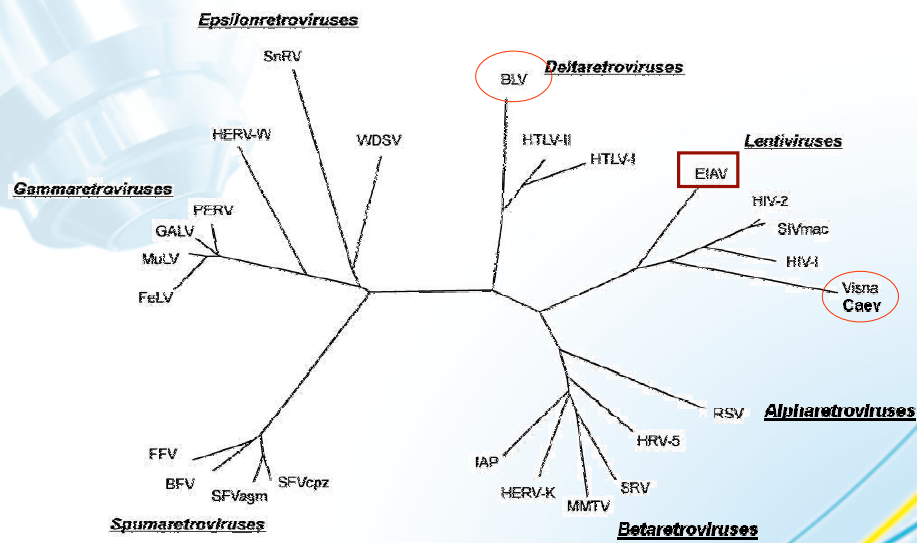 Epsilonretroviruses
SnRV
BLV
Deltaretroviruses
HERV-W
WDSV
HTLV-II
HTLV-I
Lentiviruses
EIAV
Gammaretroviruses
PERV
GALV
MuLV
FeLV
HIV-2
SIVmac
HIV-I
Visna
Caev
RSV
Alpharetroviruses
HRV-5
IAP
HERV-K
MMTV
SRV
Betaretroviruses
FFV
BFV
SFVagm
SFVcpz
Spumaretroviruses